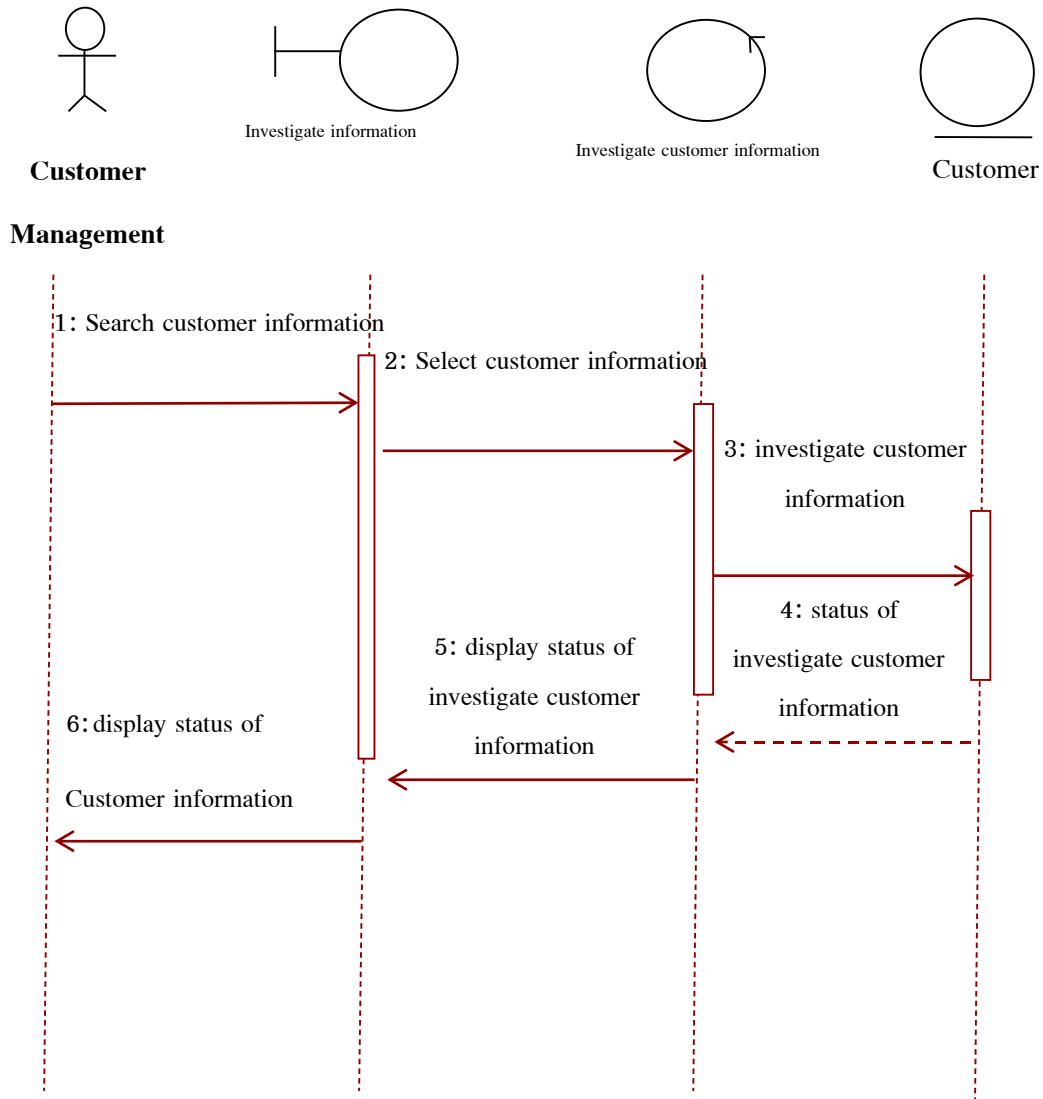 Investigate information
Investigate customer information
Customer
Customer
Management
1: Search customer information
2: Select customer information
3: investigate customer
information
4: status of
investigate customer
information
5: display status of
investigate customer
information
6: display status of
Customer information